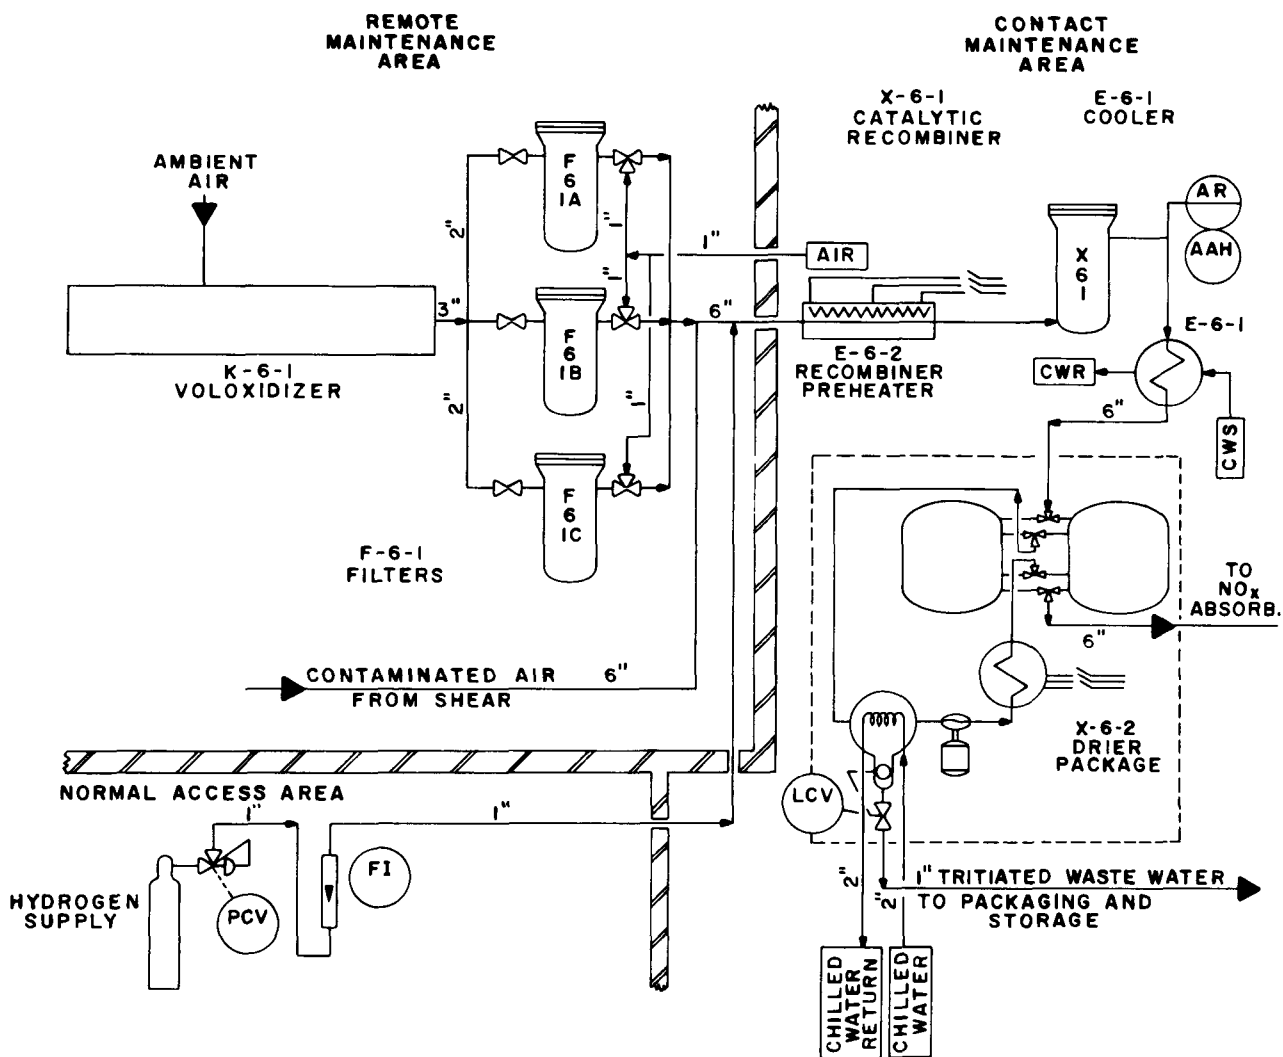 REMOTE
MAINTENANCE
AREA
CONTACT
MAINTENANCE
AREA
X-6-1
CATALYTIC
RECOMBINER
E-6-1
COOLER
AMBIENT
AIR
F
6
1A
2"
1"
1"
AIR
X
6
1
AR
AAH
3"
1"
F
6
1B
6"
E-6-1
K-6-1
VOLOXIDIZER
E-6-2
RECOMBINER
PREHEATER
CWR
2"
1"
6"
CWS
F
6
1C
F-6-1
FILTERS
TO
NOx
ABSORB.
6"
CONTAMINATED AIR 6"
FROM SHEAR
X-6-2
DRIER
PACKAGE
NORMAL ACCESS AREA
LCV
1"
1"
FI
HYDROGEN
SUPPLY
PCV
2"
2"
1" TRITIATED WASTE WATER
TO PACKAGING AND
STORAGE
CHILLED
WATER
RETURN
CHILLED
WATER